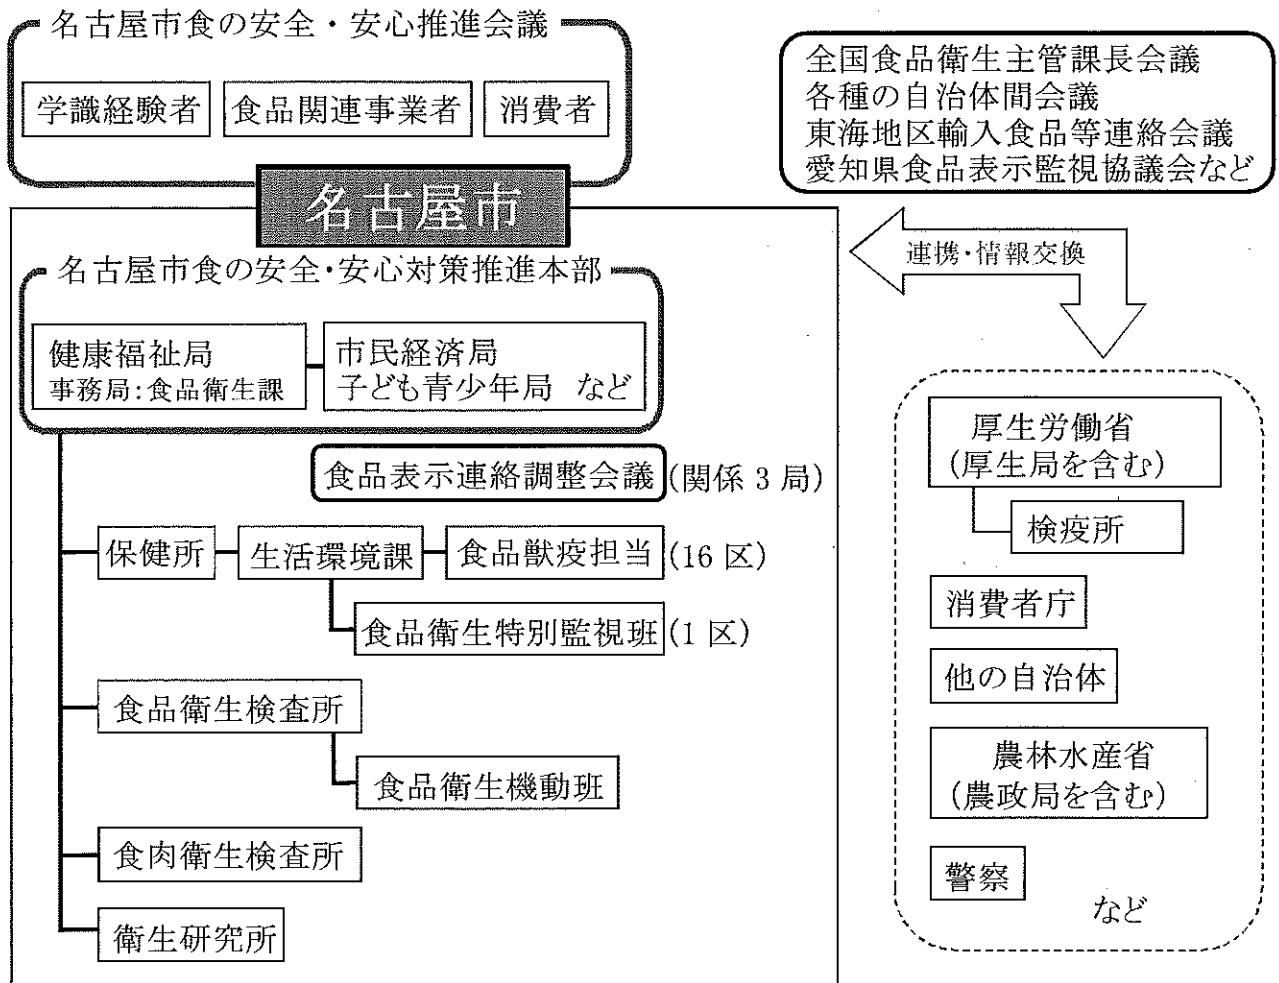 名古屋市食の安全・安心推進会議
学識経験者
食品関連事業者
消費者
全国食品衛生主管課長会議
各種の自治体間会議
東海地区輸入食品等連絡会議
愛知県食品表示監視協議会など
名古屋市
連携・情報交換
名古屋市食の安全・安心対策推進本部
健康福祉局
事務局:食品衛生課
市民経済局
子ども青少年局 など
食品表示連絡調整会議(関係 3 局)
保健所
生活環境課
食品獣疫担当(16 区)
食品衛生特別監視班(1 区)
食品衛生検査所
食品衛生機動班
食肉衛生検査所
衛生研究所
厚生労働省
(厚生局を含む)
検疫所
消費者庁
他の自治体
農林水産省
(農政局を含む)
警察
など